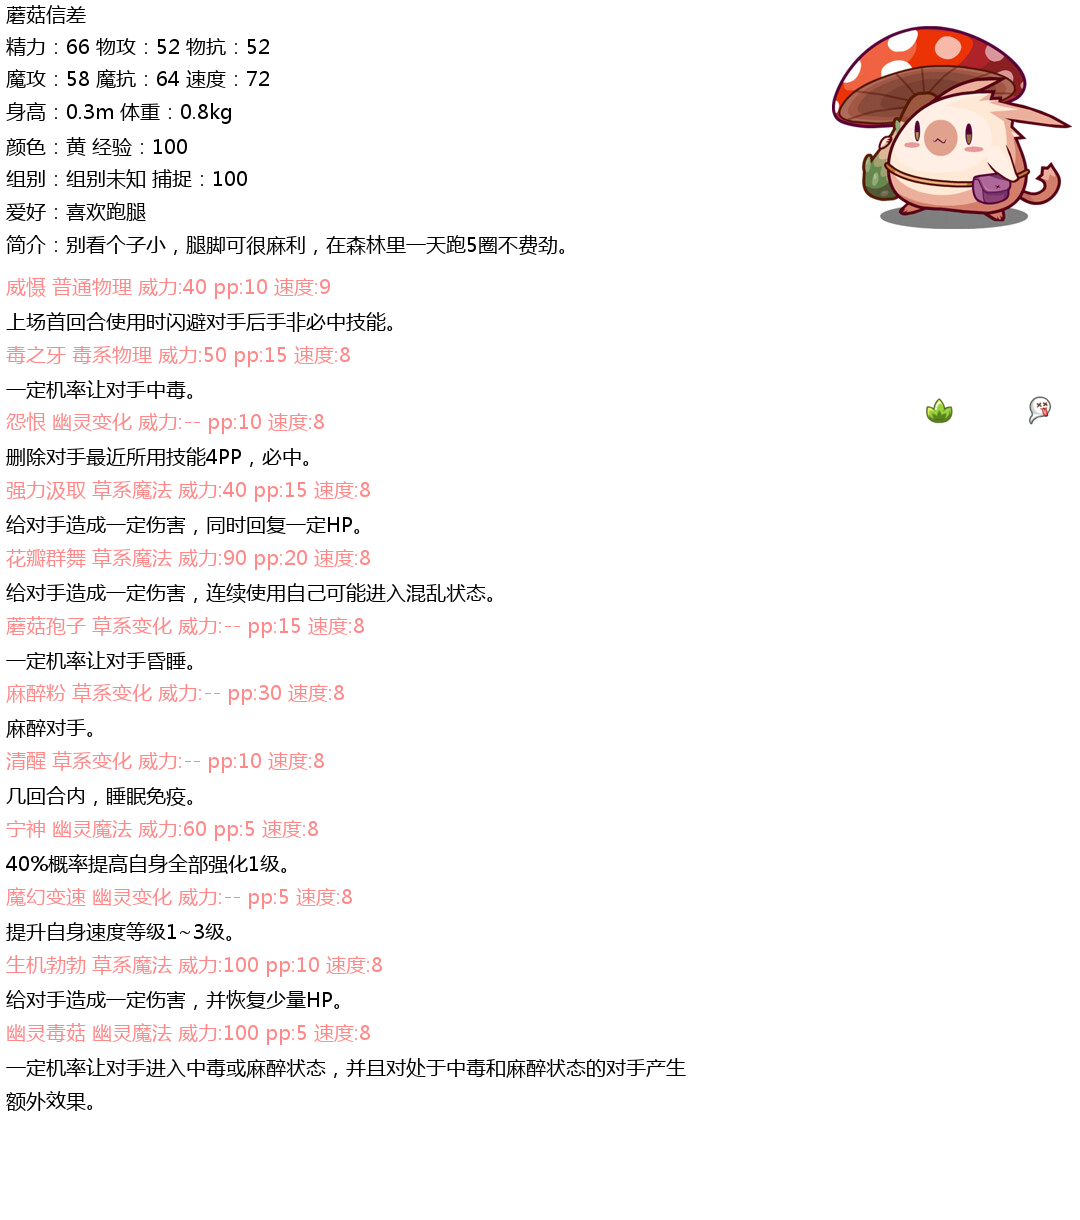 蘑菇信差
精力：66 物攻：52 物抗：52
魔攻：58 魔抗：64 速度：72
身高：0.3m 体重：0.8kg
颜色：黄 经验：100
组别：组别未知 捕捉：100
爱好：喜欢跑腿
简介：别看个子小，腿脚可很麻利，在森林里一天跑5圈不费劲。
威慑 普通物理 威力:40 pp:10 速度:9
上场首回合使用时闪避对手后手非必中技能。
毒之牙 毒系物理 威力:50 pp:15 速度:8
一定机率让对手中毒。
怨恨 幽灵变化 威力:-- pp:10 速度:8
删除对手最近所用技能4PP，必中。
强力汲取 草系魔法 威力:40 pp:15 速度:8
给对手造成一定伤害，同时回复一定HP。
花瓣群舞 草系魔法 威力:90 pp:20 速度:8
给对手造成一定伤害，连续使用自己可能进入混乱状态。
蘑菇孢子 草系变化 威力:-- pp:15 速度:8
一定机率让对手昏睡。
麻醉粉 草系变化 威力:-- pp:30 速度:8
麻醉对手。
清醒 草系变化 威力:-- pp:10 速度:8
几回合内，睡眠免疫。
宁神 幽灵魔法 威力:60 pp:5 速度:8
40%概率提高自身全部强化1级。
魔幻变速 幽灵变化 威力:-- pp:5 速度:8
提升自身速度等级1~3级。
生机勃勃 草系魔法 威力:100 pp:10 速度:8
给对手造成一定伤害，并恢复少量HP。
幽灵毒菇 幽灵魔法 威力:100 pp:5 速度:8
一定机率让对手进入中毒或麻醉状态，并且对处于中毒和麻醉状态的对手产生
额外效果。